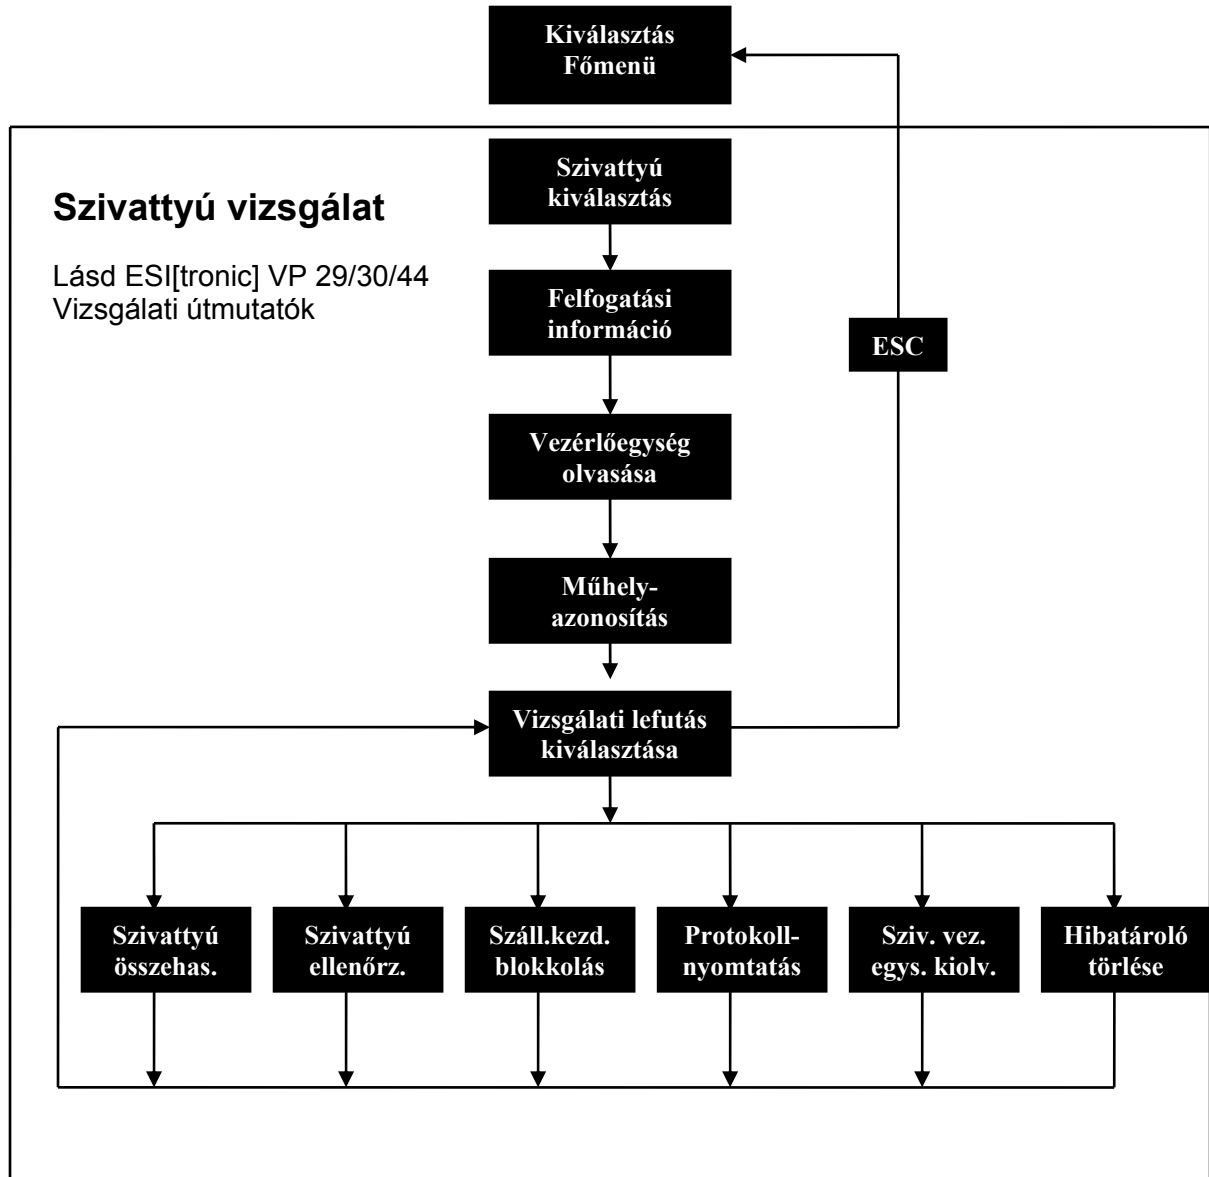 Kiválasztás
Főmenü
Szivattyú
kiválasztás
Szivattyú vizsgálat
Lásd ESI[tronic] VP 29/30/44
Vizsgálati útmutatók
Felfogatási
információ
ESC
Vezérlőegység
olvasása
Műhely-
azonosítás
Vizsgálati lefutás
kiválasztása
Szivattyú
összehas.
Szivattyú
ellenőrz.
Száll.kezd.
blokkolás
Protokoll-
nyomtatás
Sziv. vez.
egys. kiolv.
Hibatároló
törlése